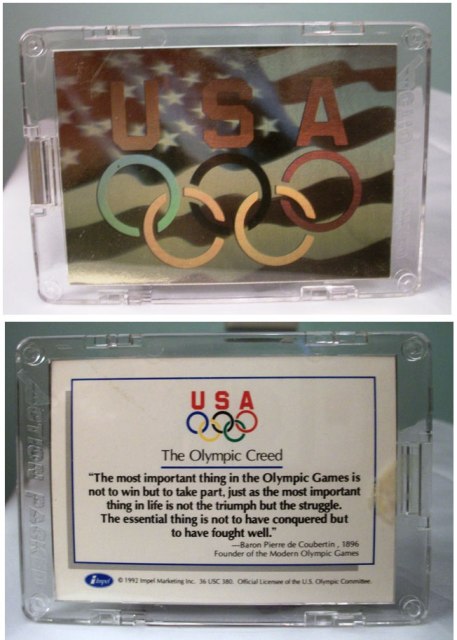 USA
USA
The Olympic Creed
“The most important thing in the Olympic Games is
not to win but to take part, just as the most important
thing in life is not the triumph but the struggle.
The essential thing is not to have conquered but
to have fought well.”
—Baron Pierre de Coubertin , 1896
Founder of the Modern Olympic Games
Impel © 1992 Impel Marketing Inc. 36 USC 380. Official Licensee of the U.S. Olympic Committee.
ACTION PARK